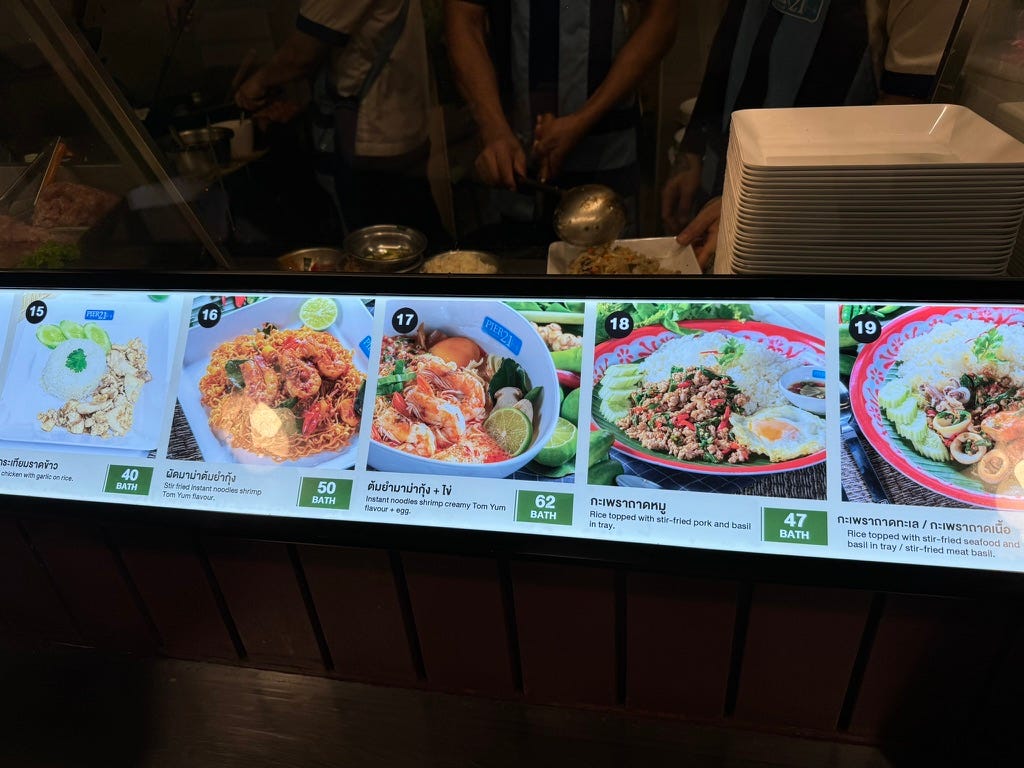 15
PIER21
กระเทียมราดข้าว
chicken with garlic on rice.
40
BATH
16
ผัดมาม่าต้มยำกุ้ง
Stir fried instant noodles shrimp
Tom Yum flavour.
50
BATH
17
PIER21
ต้มยำมาม่ากุ้ง + ไข่
Instant noodles shrimp creamy Tom Yum
flavour + egg.
62
BATH
18
กะเพราถาดหมู
Rice topped with stir-fried pork and basil
in tray.
47
BATH
19
กะเพราถาดทะเล / กะเพราถาดเนื้อ
Rice topped with stir-fried seafood and
basil in tray / stir-fried meat basil.